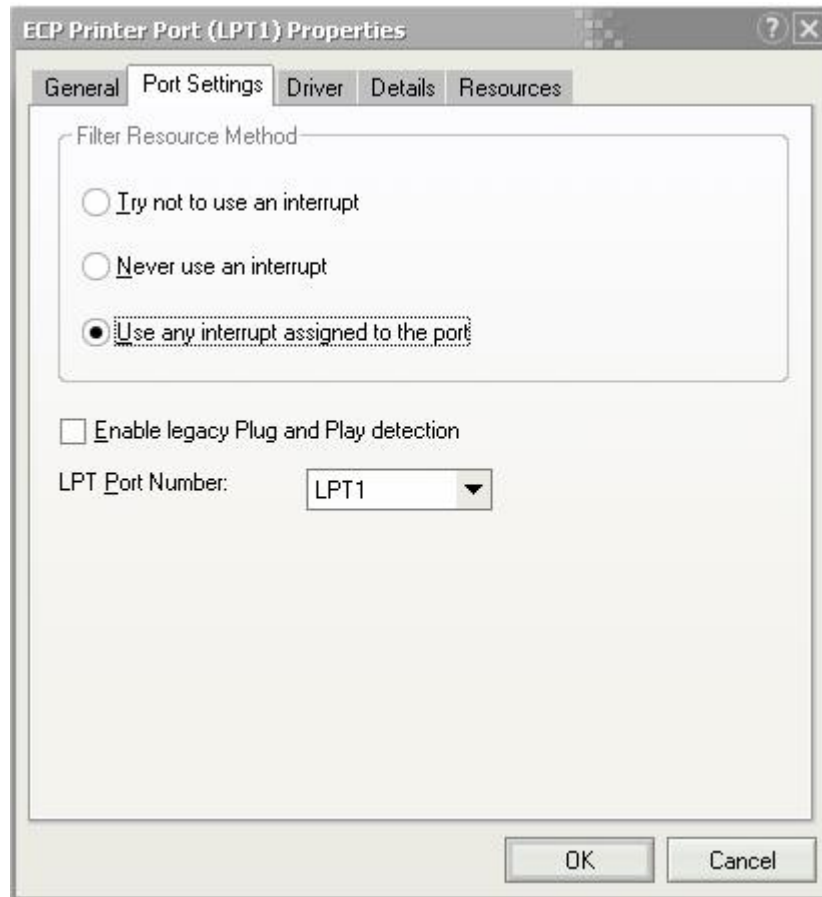 ECP Printer Port (LPT1) Properties
General Port Settings Driver Details Resources
Filter Resource Method
Try not to use an interrupt
Never use an interrupt
Use any interrupt assigned to the port
Enable legacy Plug and Play detection
LPT Port Number: LPT1
OK Cancel